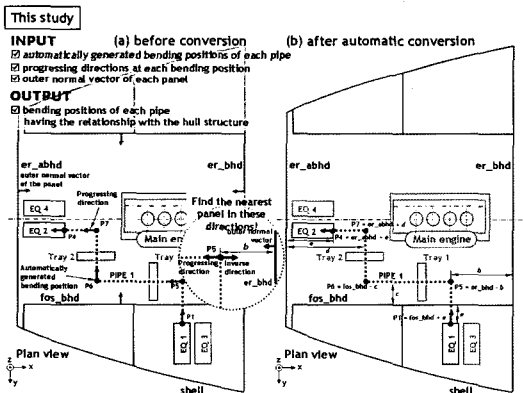 This study
INPUT
automatically generated bending positions of each pipe
progressing directions at each bending position
outer normal vector of each panel
OUTPUT
bending positions of each pipe
having the relationship with the hull structure
(a) before conversion
er_abhd
er_bhd
outer normal vector
of the panel
Progressing
direction
EQ 4
EQ 2
P7
P4
Find the nearest
panel in these
directions!
outer normal
vector
b
Main en
Tray 2
Tray
P5
Progressing
direction
Inverse
direction
er_bhd
Automatically
generated
bending position
PIPE 1
P6
P5
fos_bhd
P1
EQ 1
EQ 3
Plan view
z
x
y
shell
(b) after automatic conversion
er_abhd
er_bhd
EQ 4
EQ 2
P7 = er_abhd + d
P4 = er_abhd + e
d
Main engine
Tray 2
Tray 1
PIPE 1
b
P6 = fos_bhd - c
c
P5 = er_bhd - b
fos_bhd
P1 = fos_bhd + a
a
EQ 1
EQ 3
Plan view
z
x
y
shell